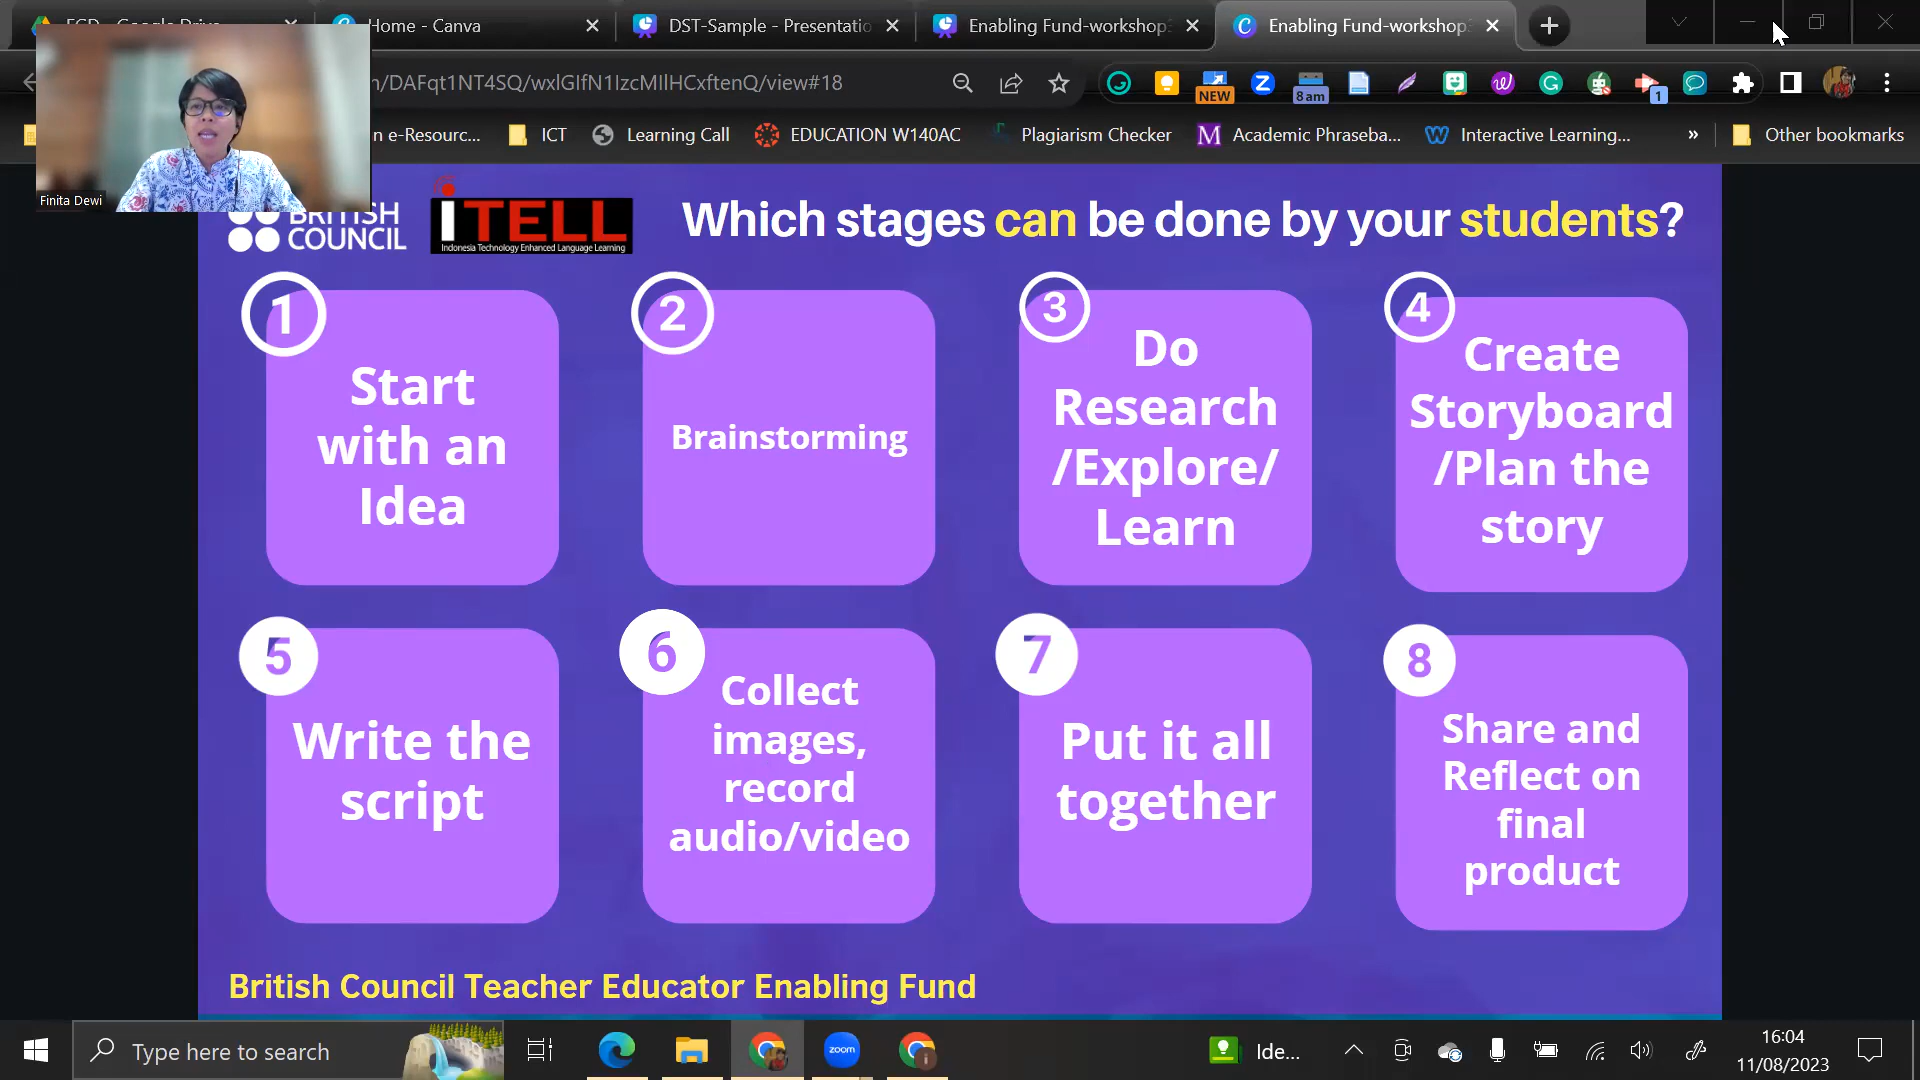 Home - Canva
DST-Sample - Presentatio
Enabling Fund-workshop
Enabling Fund-workshop
n/DAFqt1NT4SQ/wxlGIfN1IzcMIlHCxftenQ/view#18
NEW
8am
1
n e-Resourc...
ICT
Learning Call
EDUCATION W140AC
Plagiarism Checker
Academic Phraseba...
Interactive Learning...
»
Other bookmarks
Finita Dewi
BRITISH
COUNCIL
iTELL
Indonesia Technology Enhanced Language Learning
Which stages can be done by your students?
1
Start
with an
Idea
2
Brainstorming
3
Do
Research
/Explore/
Learn
4
Create
Storyboard
/Plan the
story
5
Write the
script
6
Collect
images,
record
audio/video
7
Put it all
together
8
Share and
Reflect on
final
product
British Council Teacher Educator Enabling Fund
Type here to search
zoom
Ide...
16:04
11/08/2023